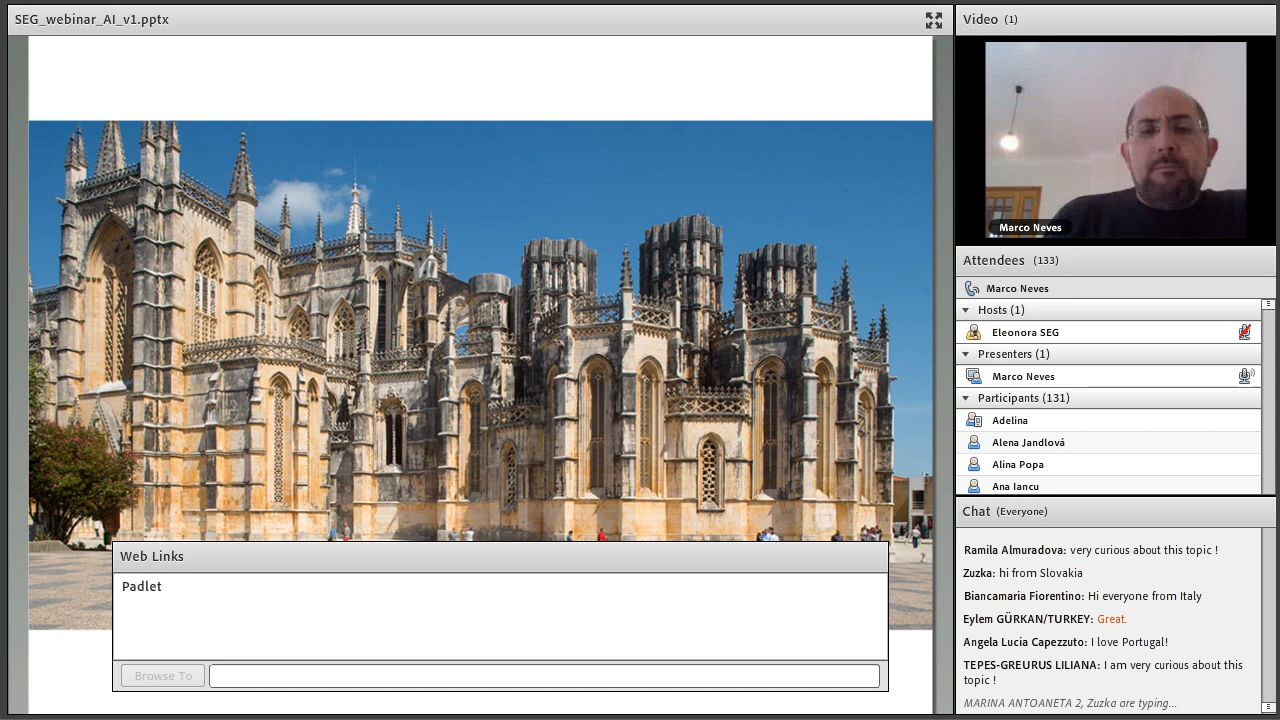 SEG_webinar_AI_v1.pptx
Web Links
Padlet
Browse To
Video (1)
Marco Neves
Attendees (133)
Marco Neves
Hosts (1)
Eleonora SEG
Presenters (1)
Marco Neves
Participants (131)
Adelina
Alena Jandlová
Alina Popa
Ana Iancu
Chat (Everyone)
Ramila Almuradova: very curious about this topic !
Zuzka: hi from Slovakia
Biancamaria Fiorentino: Hi everyone from Italy
Eylem GÜRKAN/TURKEY: Great.
Angela Lucia Capezzuto: I love Portugal!
TEPES-GREURUS LILIANA: I am very curious about this
topic !
MARINA ANTOANETA 2, Zuzka are typing...